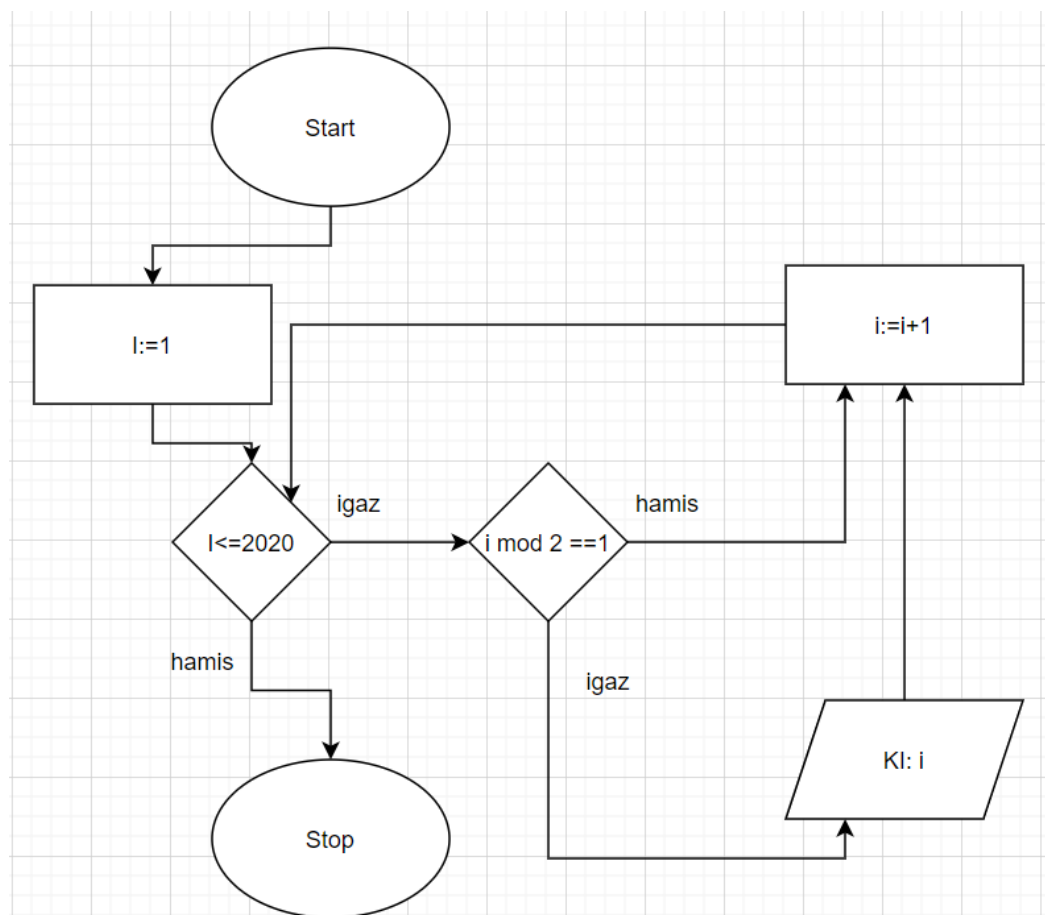 Start
I:=1
i:=i+1
I<=2020
igaz
i mod 2 ==1
hamis
hamis
igaz
KI: i
Stop